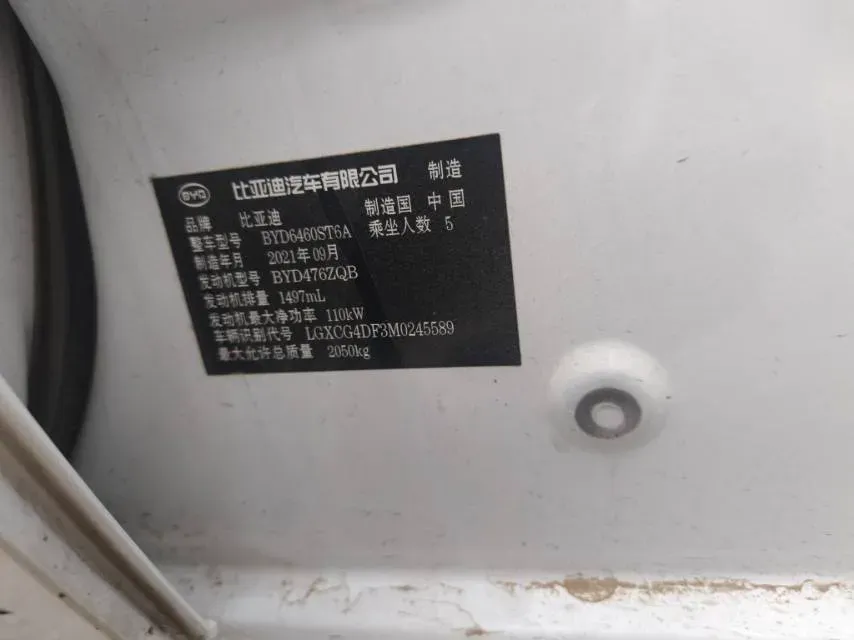 BYD 比亚迪汽车有限公司 制造
品牌 比亚迪 制造国 中国
整车型号 BYD6460ST6A 乘坐人数 5
制造年月 2021年09月
发动机型号 BYD476ZQB
发动机排量 1497mL
发动机最大净功率 110kW
车辆识别代号 LGXCG4DF3M0245589
最大允许总质量 2050kg